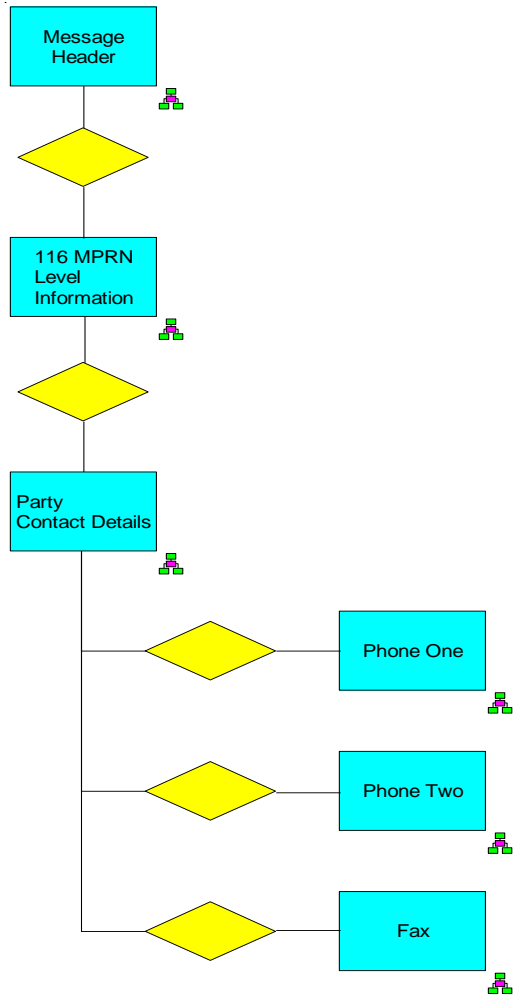 Message
Header
116 MPRN
Level
Information
Party
Contact Details
Phone One
Phone Two
Fax